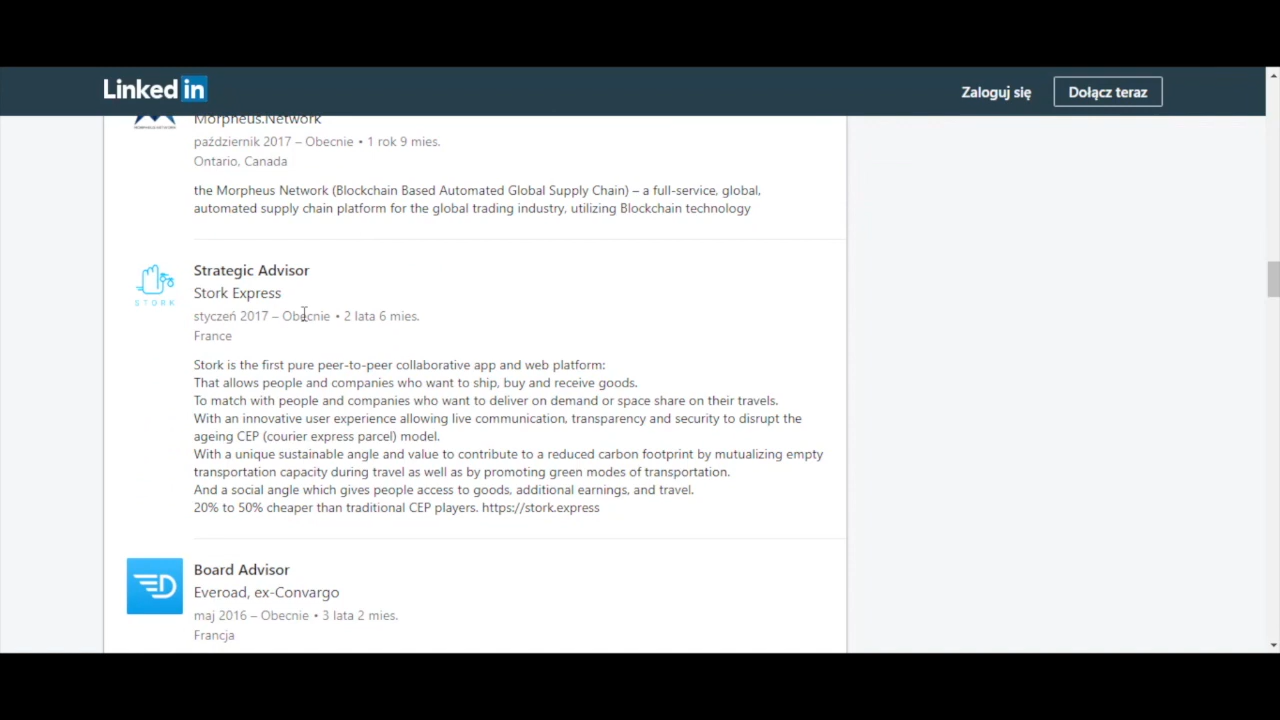 Linked in
Zaloguj się
Dołącz teraz
Morpheus.Network
MORPHEUS.NETWORK
październik 2017 – Obecnie • 1 rok 9 mies.
Ontario, Canada
the Morpheus Network (Blockchain Based Automated Global Supply Chain) – a full-service, global,
automated supply chain platform for the global trading industry, utilizing Blockchain technology
STORK
Strategic Advisor
Stork Express
styczeń 2017 – Obecnie • 2 lata 6 mies.
France
Stork is the first pure peer-to-peer collaborative app and web platform:
That allows people and companies who want to ship, buy and receive goods.
To match with people and companies who want to deliver on demand or space share on their travels.
With an innovative user experience allowing live communication, transparency and security to disrupt the
ageing CEP (courier express parcel) model.
With a unique sustainable angle and value to contribute to a reduced carbon footprint by mutualizing empty
transportation capacity during travel as well as by promoting green modes of transportation.
And a social angle which gives people access to goods, additional earnings, and travel.
20% to 50% cheaper than traditional CEP players. https://stork.express
D
Board Advisor
Everoad, ex-Convargo
maj 2016 – Obecnie • 3 lata 2 mies.
Francja